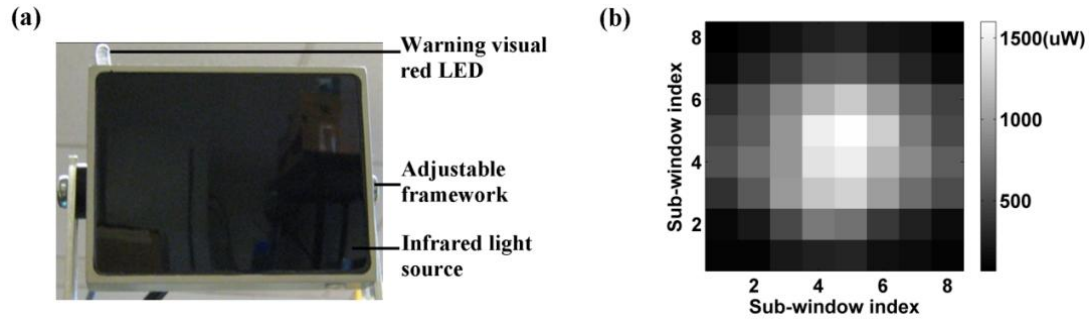 (a)
Warning visual
red LED
Adjustable
framework
Infrared light
source
(b)
Sub-window index
8
6
4
2
2 4 6 8
Sub-window index
1500(uW)
1000
500